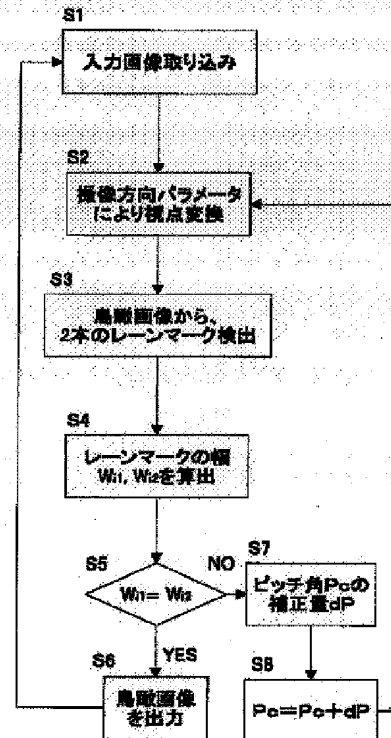 S1
入力画像取り込み
S2
撮像方向パラメータ
により視点変換
S3
鳥瞰画像から、
2本のレーンマーク検出
S4
レーンマークの幅
Wi1, Wi2を算出
S5
Wi1= Wi2
NO
YES
S7
ピッチ角Pcの
補正量dP
S6
鳥瞰画像
を出力
S8
Pc=Pc+dP